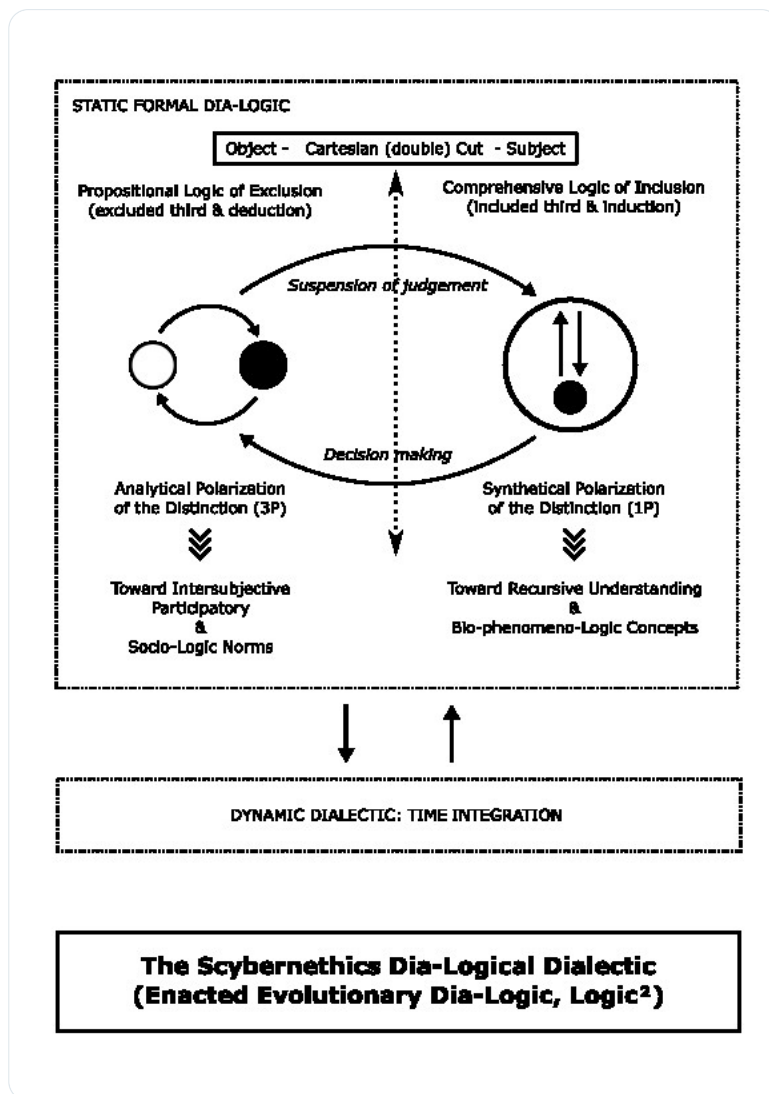 STATIC FORMAL DIA-LOGIC
Object - Cartesian (double) Cut - Subject
Propositional Logic of Exclusion
(excluded third & deduction)
Comprehensive Logic of Inclusion
(included third & induction)
Suspension of judgement
Decision making
Analytical Polarization
of the Distinction (3P)
Synthetical Polarization
of the Distinction (1P)
Toward Intersubjective
Participatory
&
Socio-Logic Norms
Toward Recursive Understanding
&
Bio-phenomeno-Logic Concepts
DYNAMIC DIALECTIC: TIME INTEGRATION
The Scybernethics Dia-Logical Dialectic
(Enacted Evolutionary Dia-Logic, Logic²)